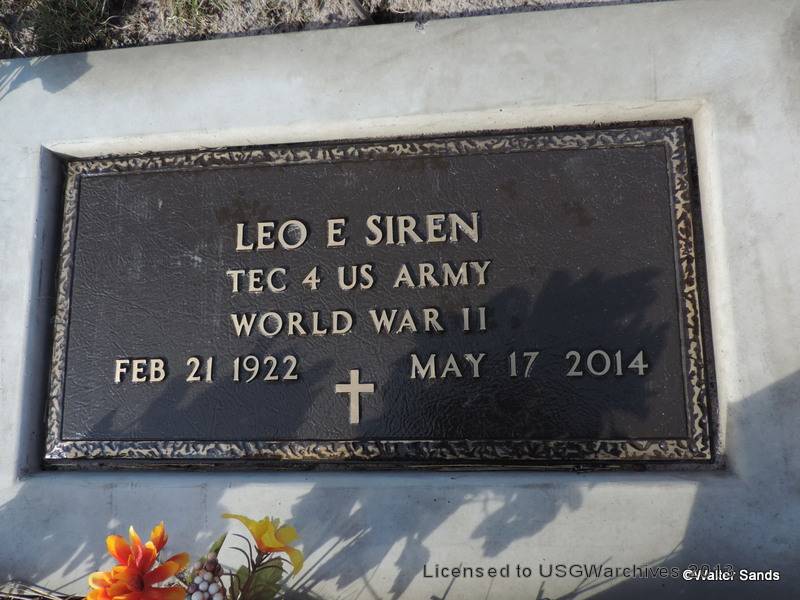 LEO E SIREN
TEC 4 US ARMY
WORLD WAR II
FEB 21 1922 MAY 17 2014
Licensed to USGWarchives 2013
©Walter Sands